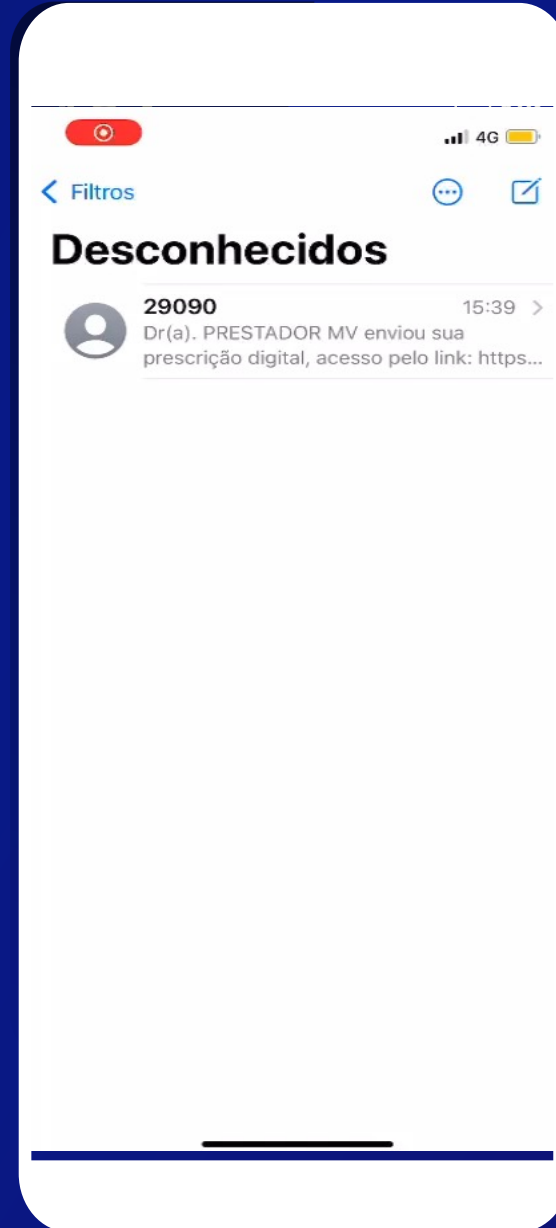 4G
Filtros
Desconhecidos
29090 15:39
Dr(a). PRESTADOR MV enviou sua
prescrição digital, acesso pelo link: https...